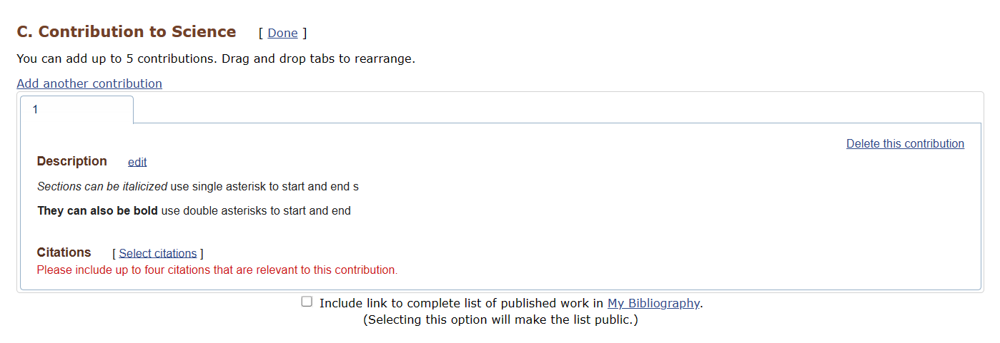 C. Contribution to Science [ Done ]
You can add up to 5 contributions. Drag and drop tabs to rearrange.
Add another contribution
1
Delete this contribution
Description edit
Sections can be italicized use single asterisk to start and end s
They can also be bold use double asterisks to start and end
Citations [ Select citations ]
Please include up to four citations that are relevant to this contribution.
Include link to complete list of published work in My Bibliography.
(Selecting this option will make the list public.)